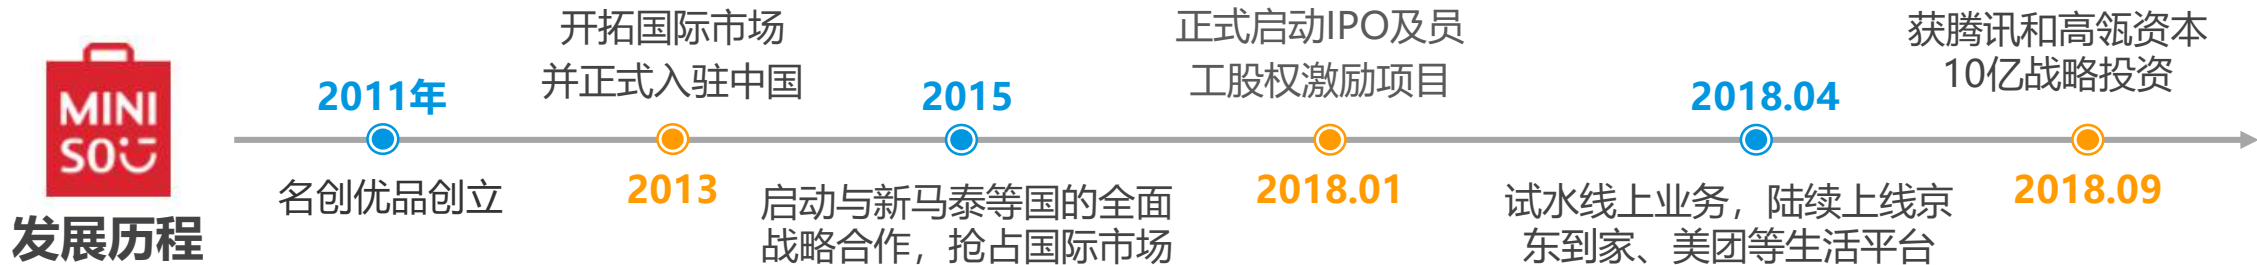 MINI
SO
发展历程
2011年
名创优品创立
开拓国际市场
并正式入驻中国
2013
2015
启动与新马泰等国的全面
战略合作，抢占国际市场
正式启动IPO及员
工股权激励项目
2018.01
2018.04
试水线上业务，陆续上线京
东到家、美团等生活平台
获腾讯和高瓴资本
10亿战略投资
2018.09